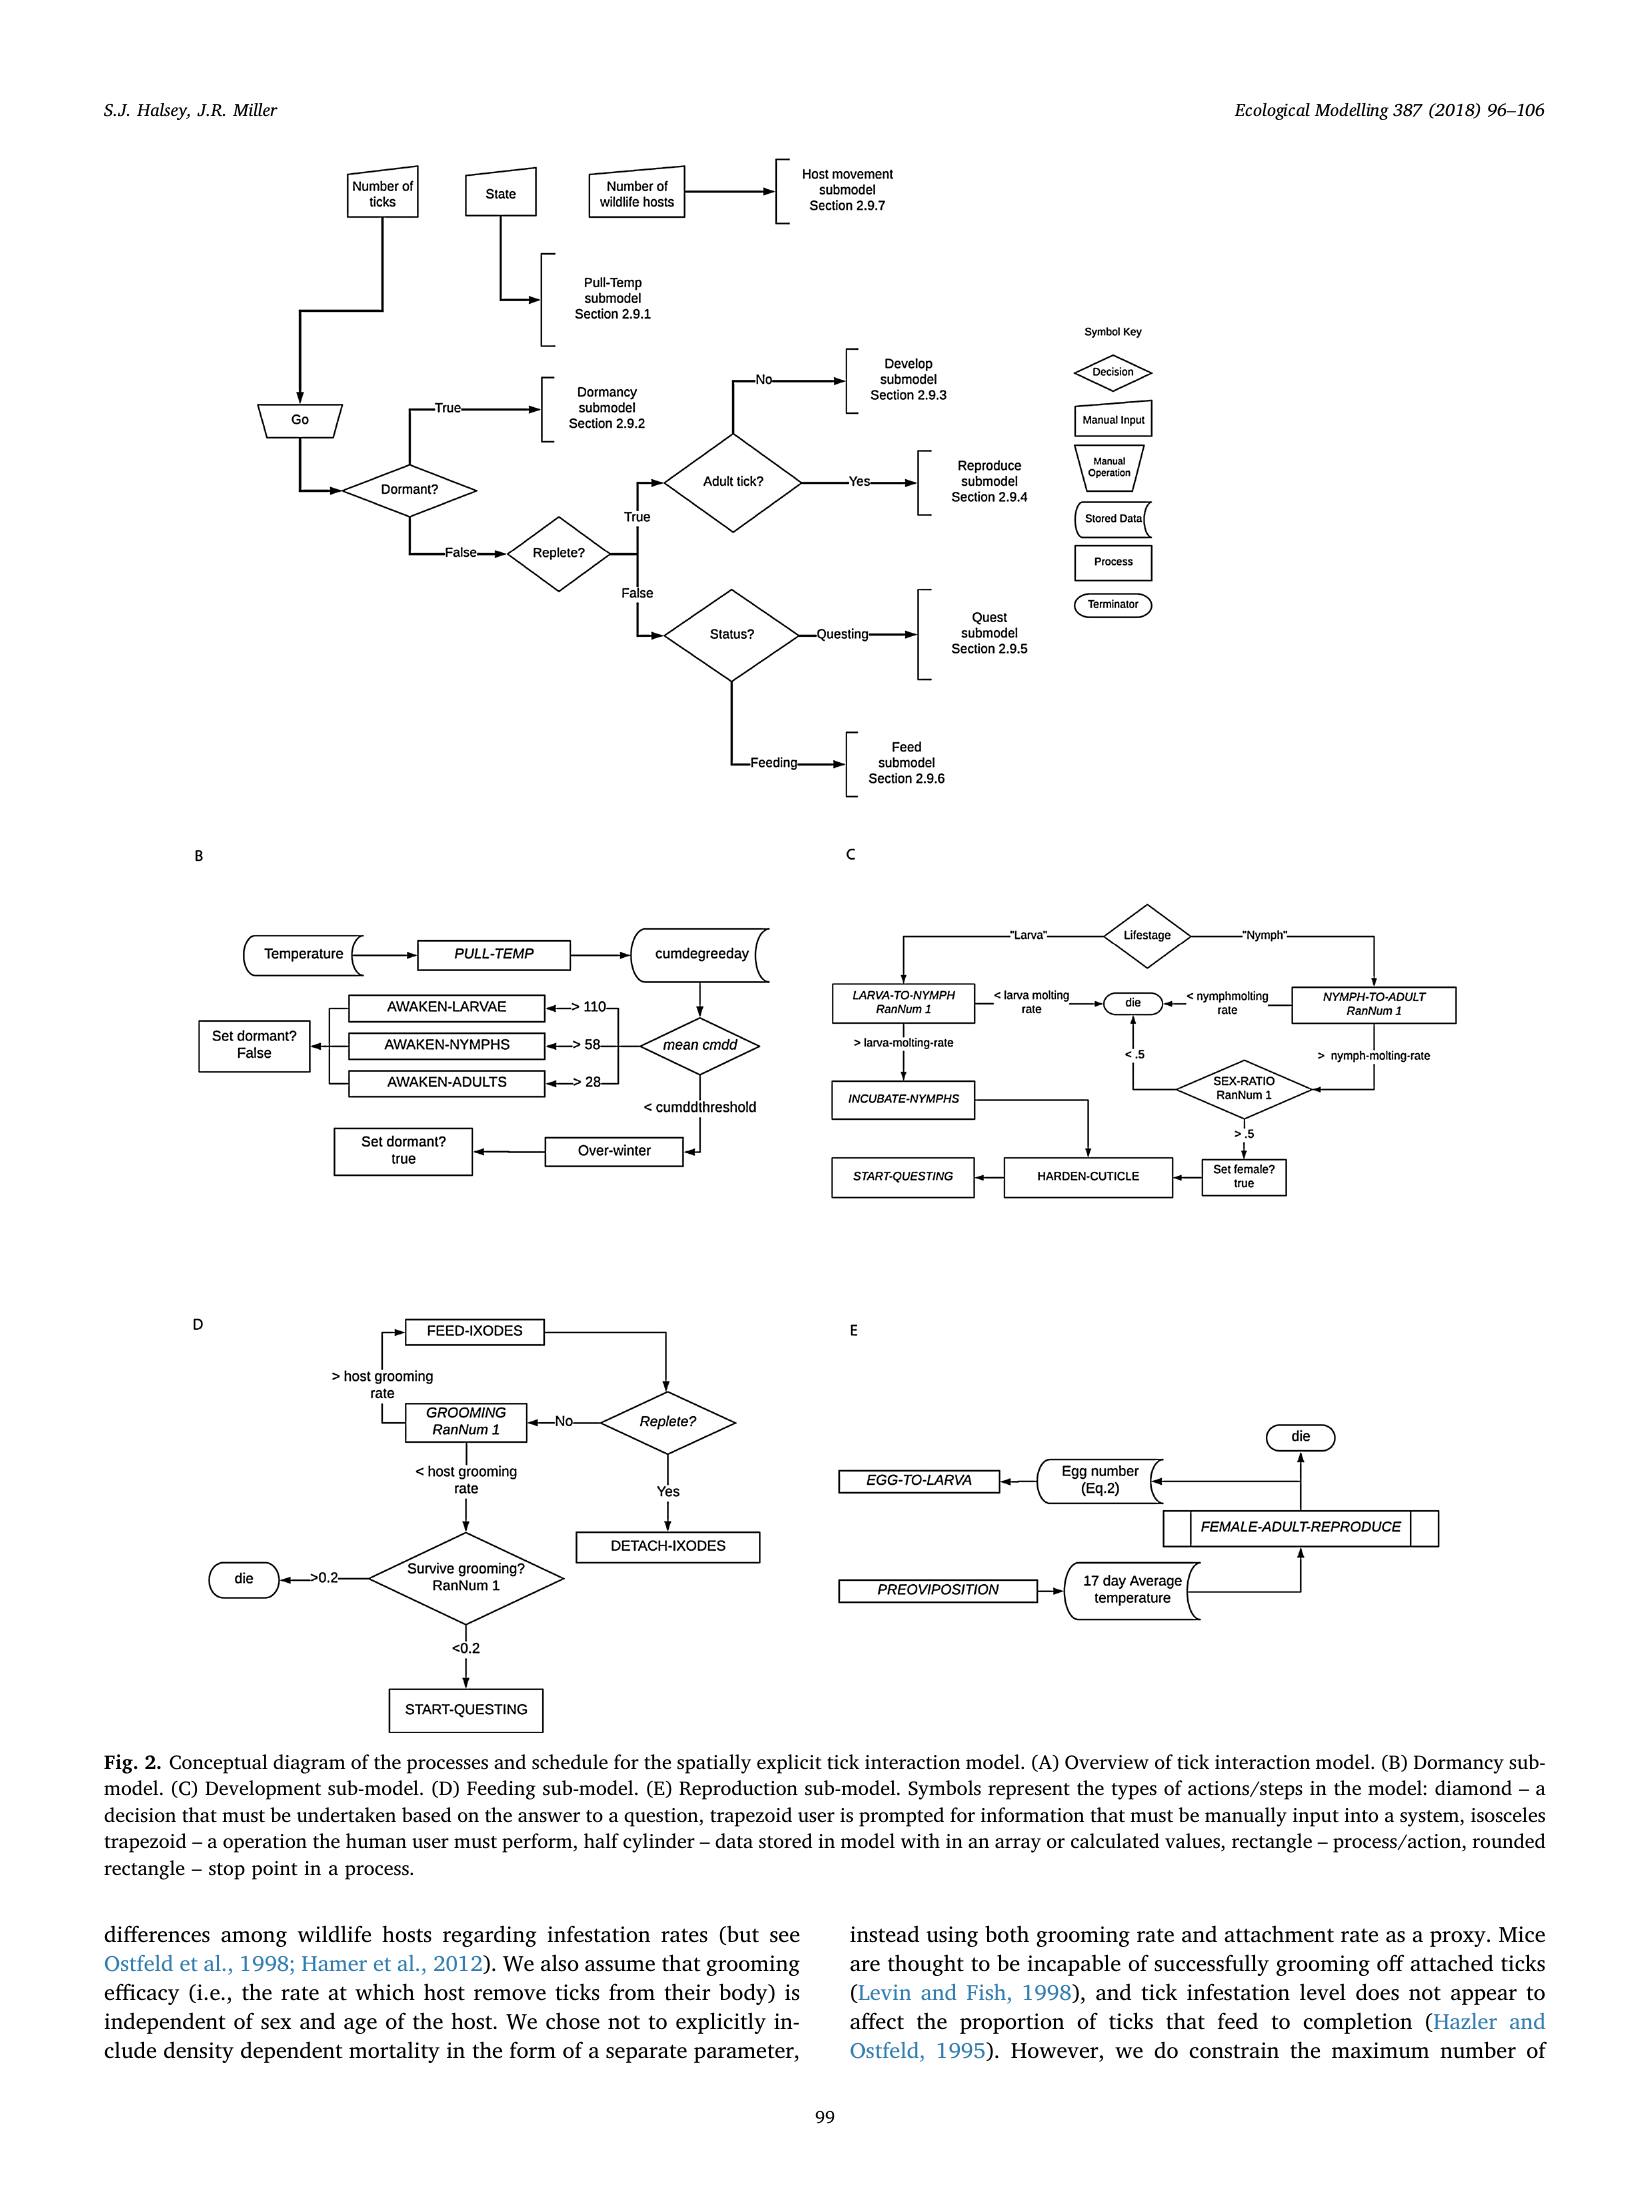 S.J. Halsey, J.R. Miller
Ecological Modelling 387 (2018) 96–106
Number of
ticks
State
Number of
wildlife hosts
Host movement
submodel
Section 2.9.7
Pull-Temp
submodel
Section 2.9.1
Go
True
Dormancy
submodel
Section 2.9.2
Dormant?
False
Replete?
True
False
Adult tick?
No
Develop
submodel
Section 2.9.3
Yes
Reproduce
submodel
Section 2.9.4
Status?
Questing
Quest
submodel
Section 2.9.5
Feeding
Feed
submodel
Section 2.9.6
Symbol Key
Decision
Manual Input
Manual
Operation
Stored Data
Process
Terminator
B
Temperature
PULL-TEMP
cumdegreeday
AWAKEN-LARVAE
> 110
Set dormant?
False
AWAKEN-NYMPHS
> 58
mean cmdd
AWAKEN-ADULTS
> 28
< cumddthreshold
Set dormant?
true
Over-winter
C
"Larva"
Lifestage
"Nymph"
LARVA-TO-NYMPH
RanNum 1
< larva molting
rate
die
< nymphmolting
rate
NYMPH-TO-ADULT
RanNum 1
> larva-molting-rate
< .5
> nymph-molting-rate
SEX-RATIO
RanNum 1
INCUBATE-NYMPHS
> .5
START-QUESTING
HARDEN-CUTICLE
Set female?
true
D
FEED-IXODES
> host grooming
rate
GROOMING
RanNum 1
No
Replete?
< host grooming
rate
Yes
DETACH-IXODES
die
>0.2
Survive grooming?
RanNum 1
<0.2
START-QUESTING
E
die
EGG-TO-LARVA
Egg number
(Eq.2)
FEMALE-ADULT-REPRODUCE
PREOVIPOSITION
17 day Average
temperature
Fig. 2. Conceptual diagram of the processes and schedule for the spatially explicit tick interaction model. (A) Overview of tick interaction model. (B) Dormancy sub-
model. (C) Development sub-model. (D) Feeding sub-model. (E) Reproduction sub-model. Symbols represent the types of actions/steps in the model: diamond – a
decision that must be undertaken based on the answer to a question, trapezoid user is prompted for information that must be manually input into a system, isosceles
trapezoid – a operation the human user must perform, half cylinder – data stored in model with in an array or calculated values, rectangle – process/action, rounded
rectangle – stop point in a process.
differences among wildlife hosts regarding infestation rates (but see
Ostfeld et al., 1998; Hamer et al., 2012). We also assume that grooming
efficacy (i.e., the rate at which host remove ticks from their body) is
independent of sex and age of the host. We chose not to explicitly in-
clude density dependent mortality in the form of a separate parameter,
instead using both grooming rate and attachment rate as a proxy. Mice
are thought to be incapable of successfully grooming off attached ticks
(Levin and Fish, 1998), and tick infestation level does not appear to
affect the proportion of ticks that feed to completion (Hazler and
Ostfeld, 1995). However, we do constrain the maximum number of
99